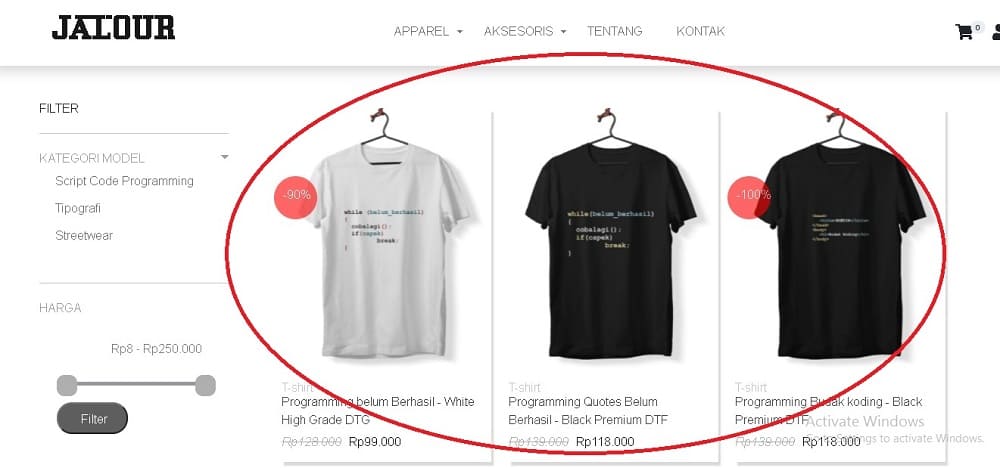 JALOUR
APPAREL
AKSESORIS
TENTANG
KONTAK
0
FILTER
KATEGORI MODEL
Script Code Programming
Tipografi
Streetwear
HARGA
Rp8 - Rp250.000
Filter
-90%
while (belum_berhasil)
{
cobalagi();
if(capek)
break;
}
T-shirt
Programming belum Berhasil - White
High Grade DTG
Rp128.000 Rp99.000
while(belum_berhasil)
{
cobalagi();
if(capek)
break;
}
T-shirt
Programming Quotes Belum
Berhasil - Black Premium DTF
Rp139.000 Rp118.000
-100%
T-shirt
Programming Budak koding - Black
Premium DTF
Rp139.000 Rp118.000
Activate Windows
Go to Settings to activate Windows.